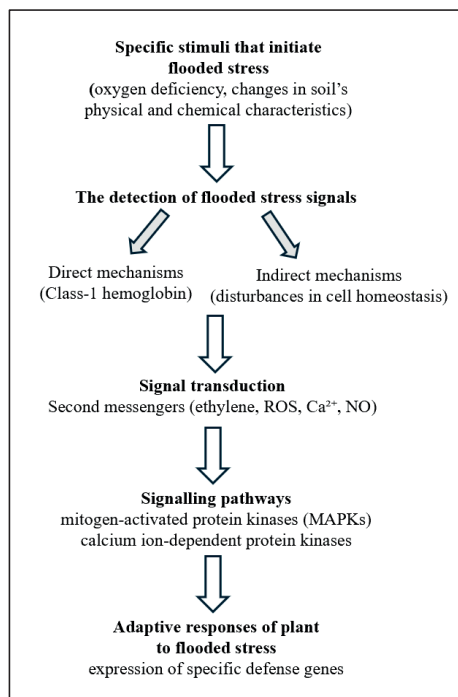 Specific stimuli that initiate
flooded stress
(oxygen deficiency, changes in soil's
physical and chemical characteristics)
The detection of flooded stress signals
Direct mechanisms
(Class-1 hemoglobin)
Indirect mechanisms
(disturbances in cell homeostasis)
Signal transduction
Second messengers (ethylene, ROS, Ca²⁺, NO)
Signalling pathways
mitogen-activated protein kinases (MAPKs)
calcium ion-dependent protein kinases
Adaptive responses of plant
to flooded stress
expression of specific defense genes